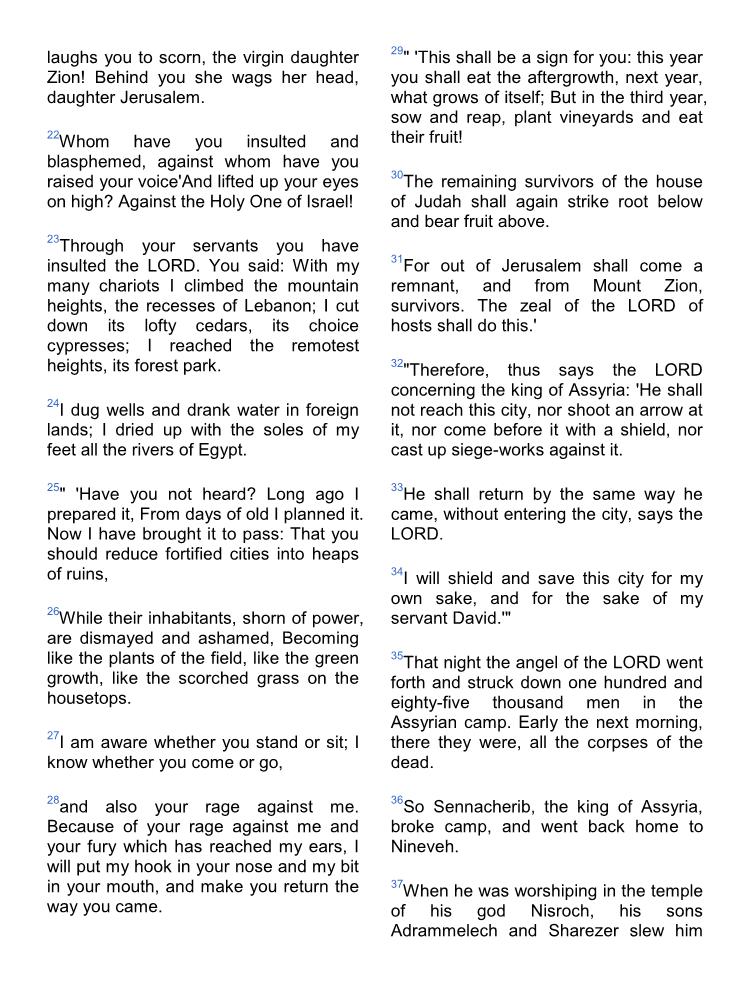 laughs you to scorn, the virgin daughter
Zion! Behind you she wags her head,
daughter Jerusalem.
22Whom have you insulted and
blasphemed, against whom have you
raised your voice'And lifted up your eyes
on high? Against the Holy One of Israel!
23Through your servants you have
insulted the LORD. You said: With my
many chariots I climbed the mountain
heights, the recesses of Lebanon; I cut
down its lofty cedars, its choice
cypresses; I reached the remotest
heights, its forest park.
24I dug wells and drank water in foreign
lands; I dried up with the soles of my
feet all the rivers of Egypt.
25" 'Have you not heard? Long ago I
prepared it, From days of old I planned it.
Now I have brought it to pass: That you
should reduce fortified cities into heaps
of ruins,
26While their inhabitants, shorn of power,
are dismayed and ashamed, Becoming
like the plants of the field, like the green
growth, like the scorched grass on the
housetops.
27I am aware whether you stand or sit; I
know whether you come or go,
28and also your rage against me.
Because of your rage against me and
your fury which has reached my ears, I
will put my hook in your nose and my bit
in your mouth, and make you return the
way you came.
29" 'This shall be a sign for you: this year
you shall eat the aftergrowth, next year,
what grows of itself; But in the third year,
sow and reap, plant vineyards and eat
their fruit!
30The remaining survivors of the house
of Judah shall again strike root below
and bear fruit above.
31For out of Jerusalem shall come a
remnant, and from Mount Zion,
survivors. The zeal of the LORD of
hosts shall do this.'
32"Therefore, thus says the LORD
concerning the king of Assyria: 'He shall
not reach this city, nor shoot an arrow at
it, nor come before it with a shield, nor
cast up siege-works against it.
33He shall return by the same way he
came, without entering the city, says the
LORD.
34I will shield and save this city for my
own sake, and for the sake of my
servant David.'"
35That night the angel of the LORD went
forth and struck down one hundred and
eighty-five thousand men in the
Assyrian camp. Early the next morning,
there they were, all the corpses of the
dead.
36So Sennacherib, the king of Assyria,
broke camp, and went back home to
Nineveh.
37When he was worshiping in the temple
of his god Nisroch, his sons
Adrammelech and Sharezer slew him